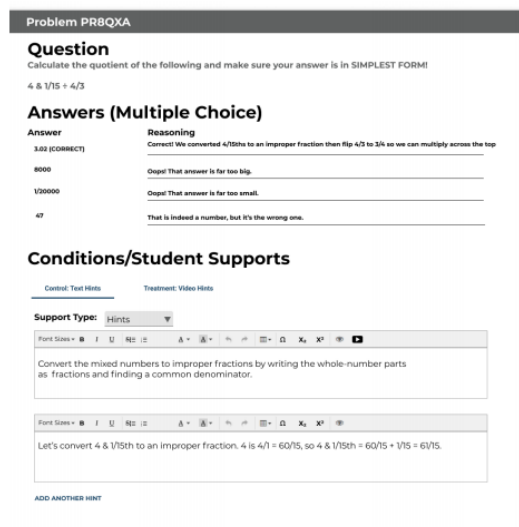 Problem PR8QXA
Question
Calculate the quotient of the following and make sure your answer is in SIMPLEST FORM!
4 & 1/15 ÷ 4/3
Answers (Multiple Choice)
Answer Reasoning
3.02 (CORRECT) Correct! We converted 4/15ths to an improper fraction then flip 4/3 to 3/4 so we can multiply across the top
8000 Oops! That answer is far too big.
1/20000 Oops! That answer is far too small.
47 That is indeed a number, but it's the wrong one.
Conditions/Student Supports
Control: Text Hints Treatment: Video Hints
Support Type: Hints
Font Sizes B I U A A Ω X₂ X²
Convert the mixed numbers to improper fractions by writing the whole-number parts
as fractions and finding a common denominator.
Font Sizes B I U A A Ω X₂ X²
Let's convert 4 & 1/15th to an improper fraction. 4 is 4/1 = 60/15, so 4 & 1/15th = 60/15 + 1/15 = 61/15.
ADD ANOTHER HINT